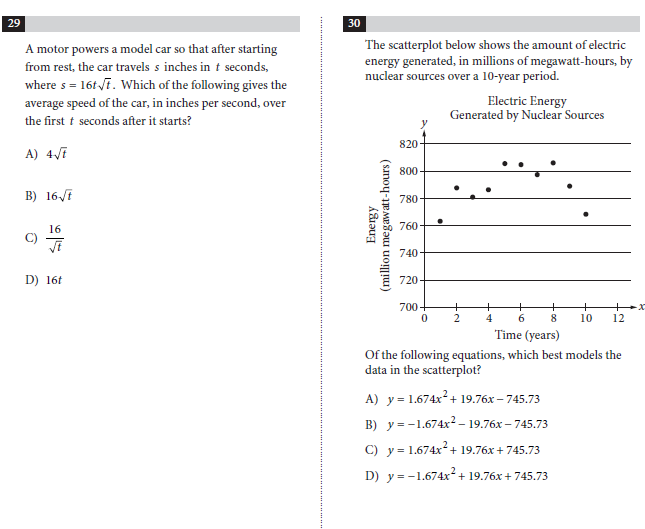 29
A motor powers a model car so that after starting
from rest, the car travels s inches in t seconds,
where s = 16t√t. Which of the following gives the
average speed of the car, in inches per second, over
the first t seconds after it starts?
A) 4√t
B) 16√t
C) 16/√t
D) 16t
30
The scatterplot below shows the amount of electric
energy generated, in millions of megawatt-hours, by
nuclear sources over a 10-year period.
Electric Energy
Generated by Nuclear Sources
y
820
800
780
760
740
720
700
Energy
(million megawatt-hours)
0 2 4 6 8 10 12
x
Time (years)
Of the following equations, which best models the
data in the scatterplot?
A) y = 1.674x² + 19.76x – 745.73
B) y = –1.674x² – 19.76x – 745.73
C) y = 1.674x² + 19.76x + 745.73
D) y = –1.674x² + 19.76x + 745.73